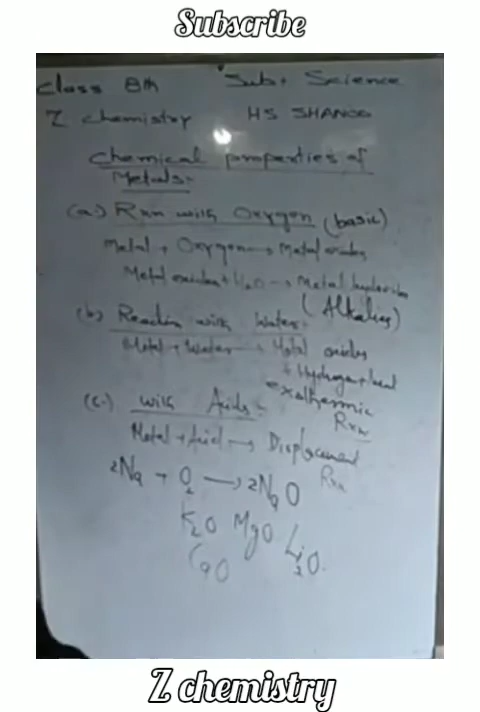 Subscribe
Class 8th Sub: Science
Z chemistry HS SHANGO
Chemical properties of
Metals:-
(a) Rxn with Oxygen (basic)
Metal + Oxygen → Metal oxides
Metal oxides + H₂O → Metal hydroxides
(Alkalies)
(b) Reaction with Water:-
Metal + Water → Metal oxides
+ Hydrogen + heat
exothermic
Rxn
(c) with Acids:-
Metal + Acid → Displacement
Rxn
2Na + O₂ → 2Na O
K₂O MgO Li₂O
CaO
Z chemistry